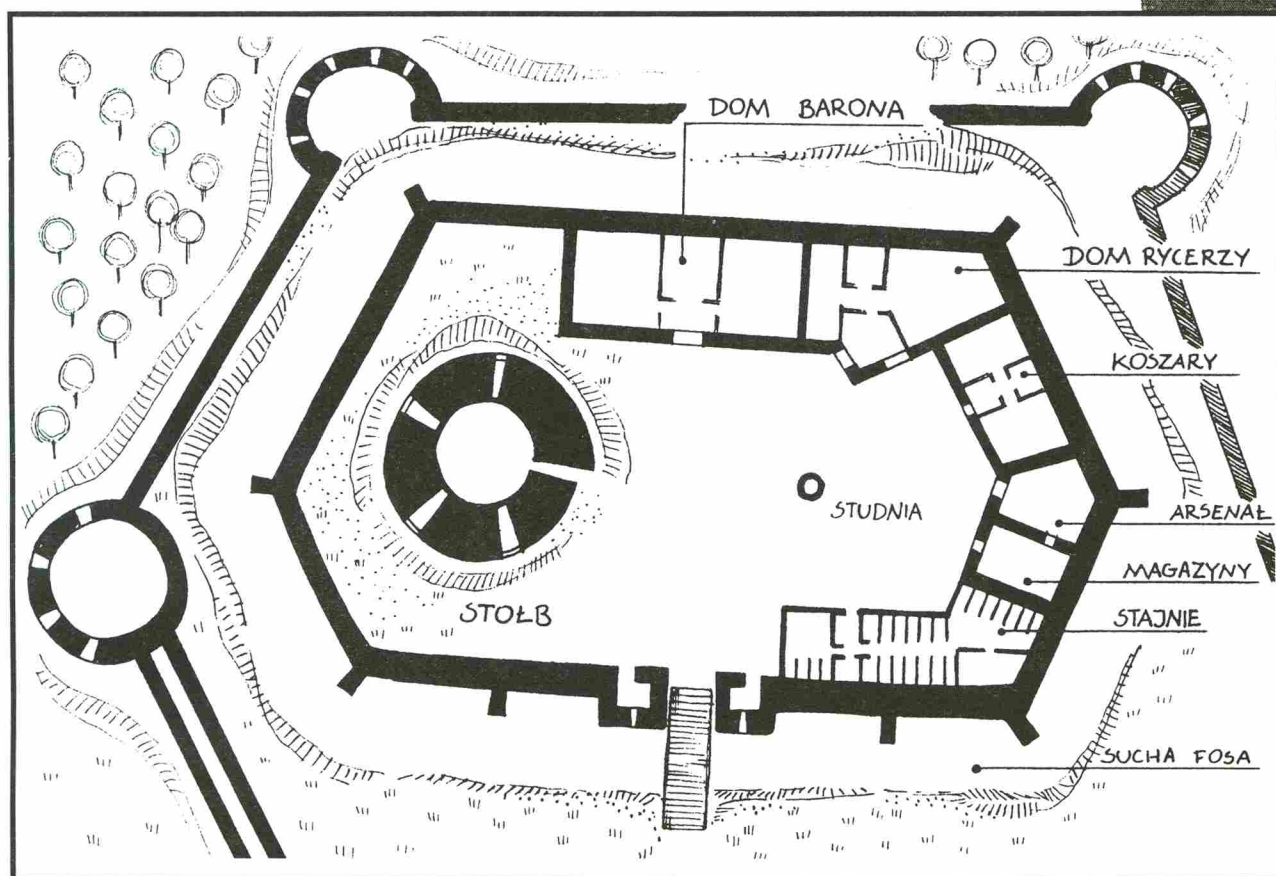 DOM BARONA
DOM RYCERZY
KOSZARY
STUDNIA
ARSENAŁ
MAGAZYNY
STOŁB
STAJNIE
SUCHA FOSA